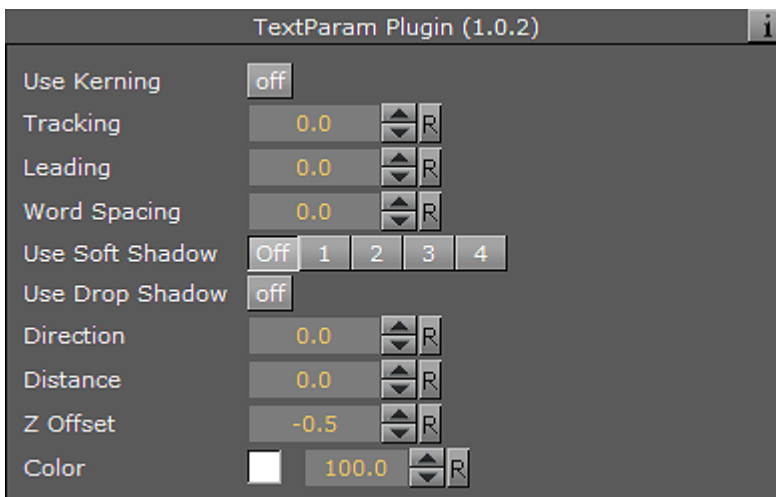 TextParam Plugin (1.0.2) i
Use Kerning off
Tracking 0.0 R
Leading 0.0 R
Word Spacing 0.0 R
Use Soft Shadow Off 1 2 3 4
Use Drop Shadow off
Direction 0.0 R
Distance 0.0 R
Z Offset -0.5 R
Color 100.0 R